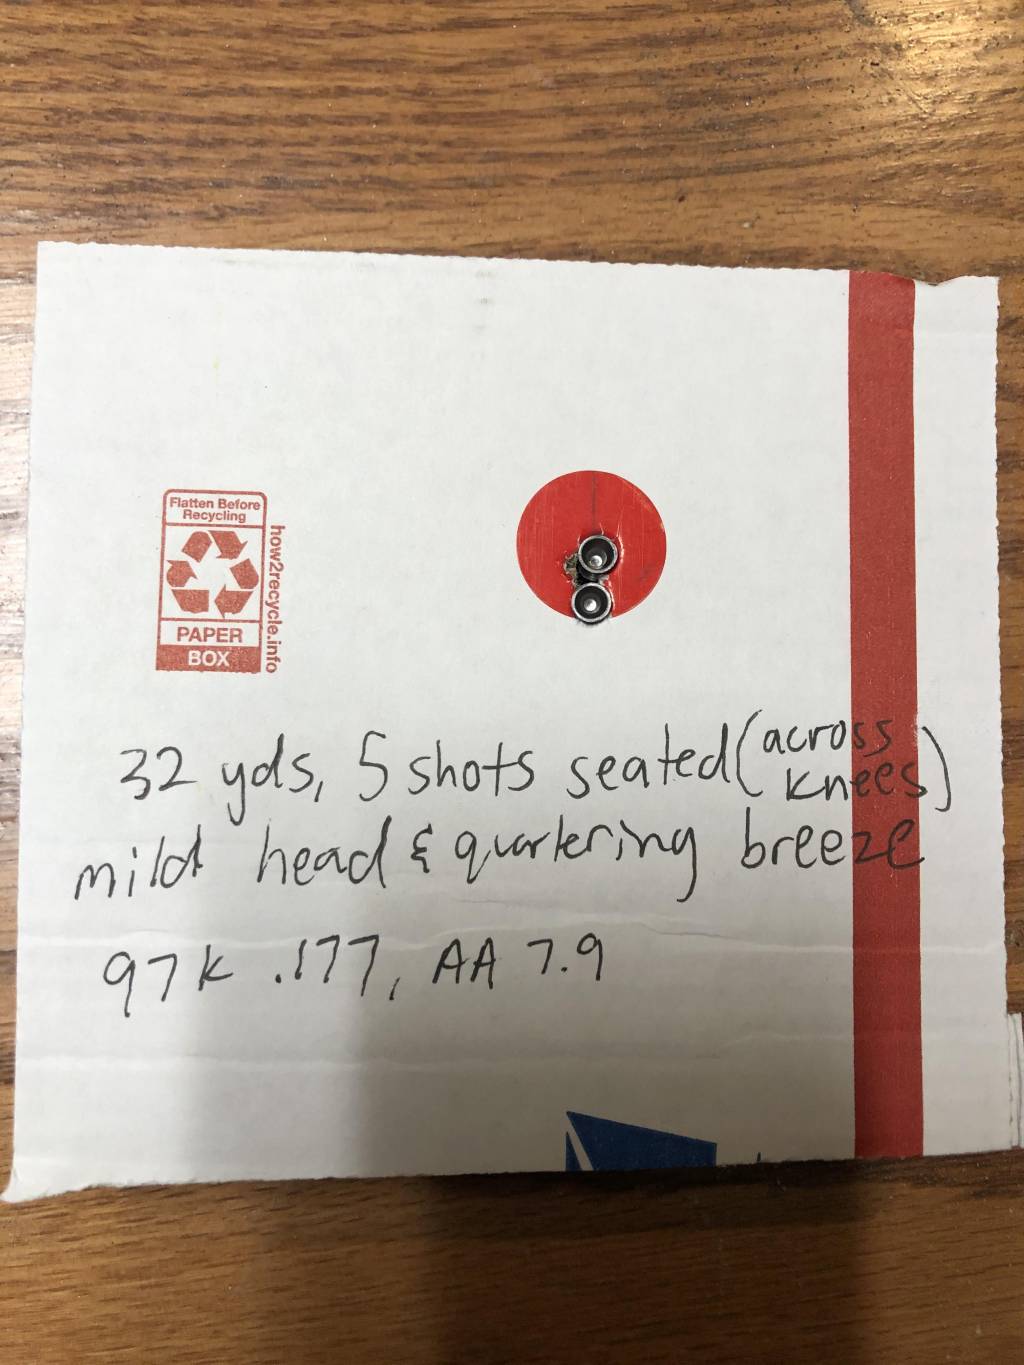 Flatten Before
Recycling
PAPER
BOX
how2recycle.info
32 yds, 5 shots seated (across
knees)
mild head & quartering breeze
97k .177, AA 7.9